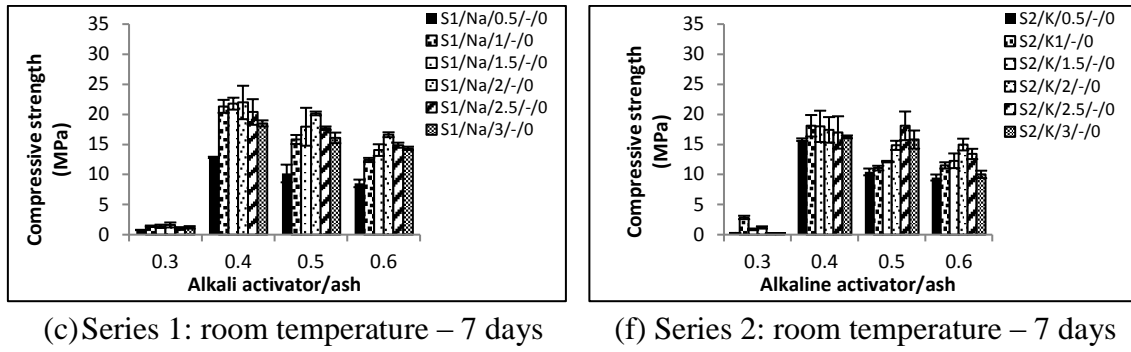 35
30
25
20
15
10
5
0
Compressive strength
(MPa)
0.3 0.4 0.5 0.6
Alkali activator/ash
S1/Na/0.5/-/0
S1/Na/1/-/0
S1/Na/1.5/-/0
S1/Na/2/-/0
S1/Na/2.5/-/0
S1/Na/3/-/0
(c) Series 1: room temperature – 7 days
35
30
25
20
15
10
5
0
Compressive strength
(MPa)
0.3 0.4 0.5 0.6
Alkaline activator/ash
S2/K/0.5/-/0
S2/K1/-/0
S2/K/1.5/-/0
S2/K/2/-/0
S2/K/2.5/-/0
S2/K/3/-/0
(f) Series 2: room temperature – 7 days